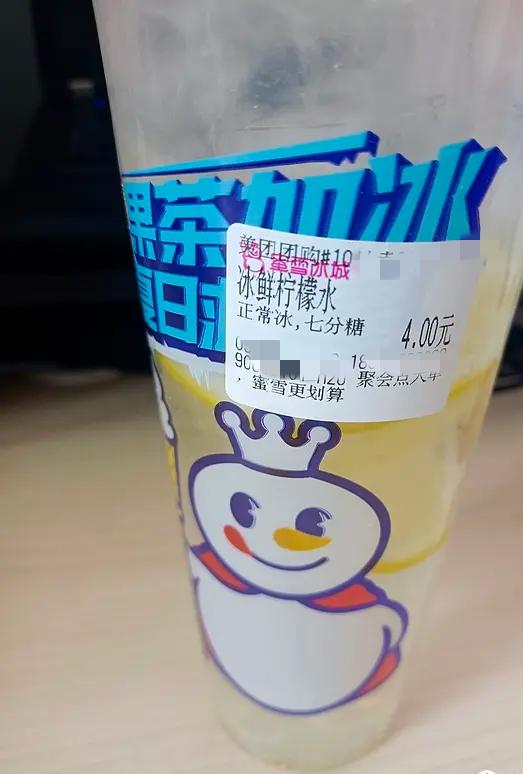 果茶加冰
夏日
美团团购#10
蜜雪冰城
冰鲜柠檬水
正常冰,七分糖
4.00元
聚会点大单
,蜜雪更划算